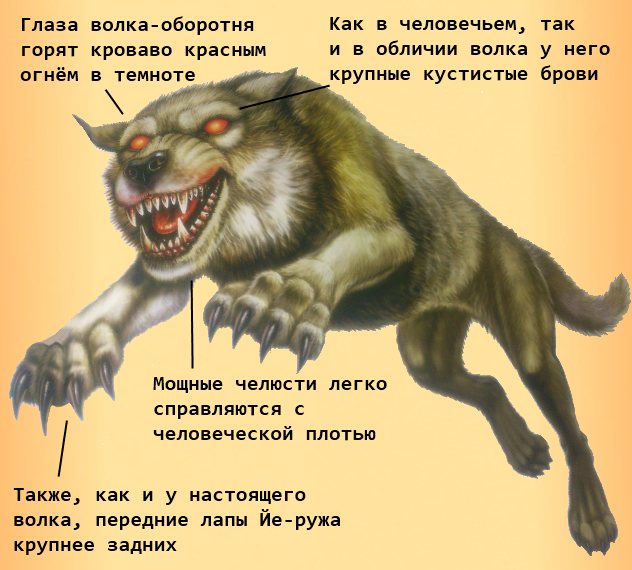 Глаза волка-оборотня
горят кроваво красным
огнём в темноте
Как в человечьем, так
и в обличии волка у него
крупные кустистые брови
Мощные челюсти легко
справляются с
человеческой плотью
Также, как и у настоящего
волка, передние лапы Йе-ружа
крупнее задних